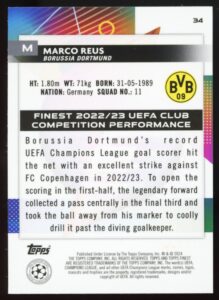 34
M MARCO REUS
BORUSSIA DORTMUND
HT: 1.80m WT: 71kg BORN: 31-05-1989
NATION: Germany SQUAD NO.: 11
BVB
09
FINEST 2022/23 UEFA CLUB
COMPETITION PERFORMANCE
Borussia Dortmund's record
UEFA Champions League goal scorer hit
the net with an excellent strike against
FC Copenhagen in 2022/23. To open the
scoring in the first-half, the legendary forward
collected a pass centrally in the final third and
took the ball away from his marker to coolly
drill it past the diving goalkeeper.
Topps